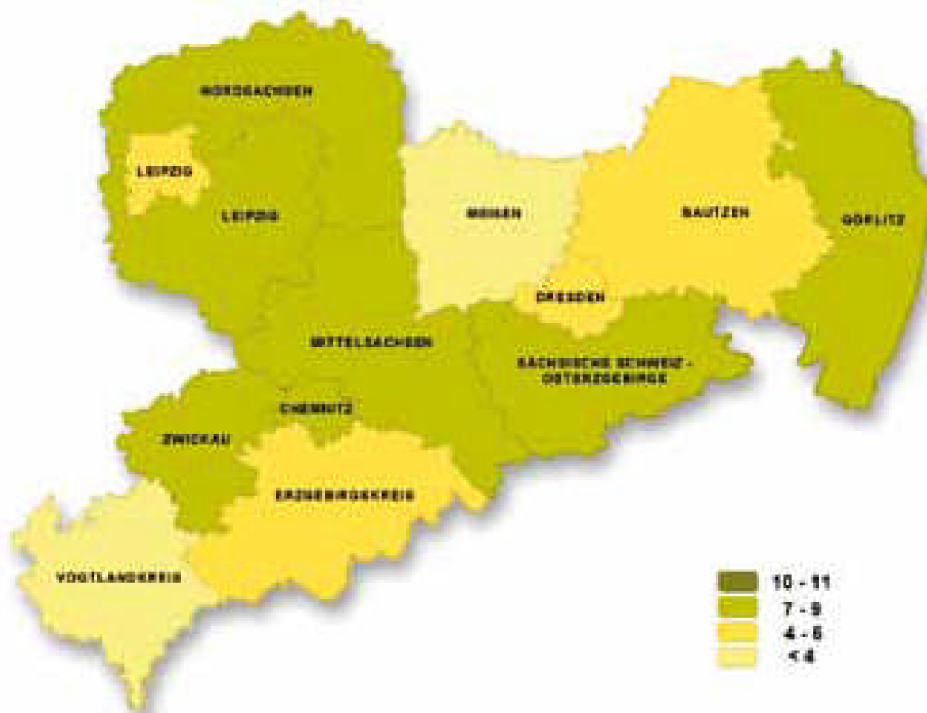 NORDSACHSEN
LEIPZIG
LEIPZIG
MEIßEN
BAUTZEN
GÖRLITZ
DRESDEN
MITTELSACHSEN
SÄCHSISCHE SCHWEIZ -
OSTERZGEBIRGE
CHEMNITZ
ZWICKAU
ERZGEBIRGSKREIS
VOGTLANDKREIS
10 - 11
7 - 9
4 - 6
< 4